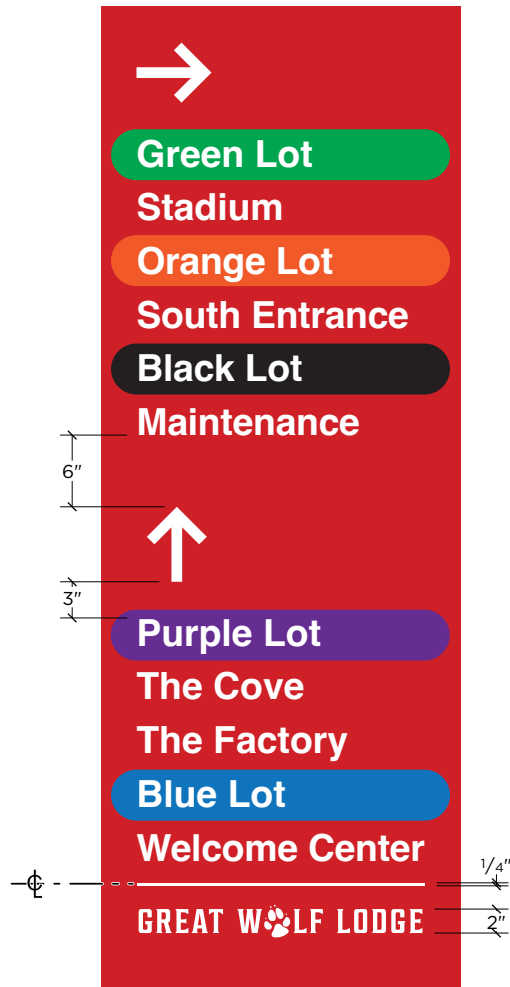 Green Lot
Stadium
Orange Lot
South Entrance
Black Lot
Maintenance
6"
3"
Purple Lot
The Cove
The Factory
Blue Lot
Welcome Center
1/4"
℄
GREAT WOLF LODGE
2"